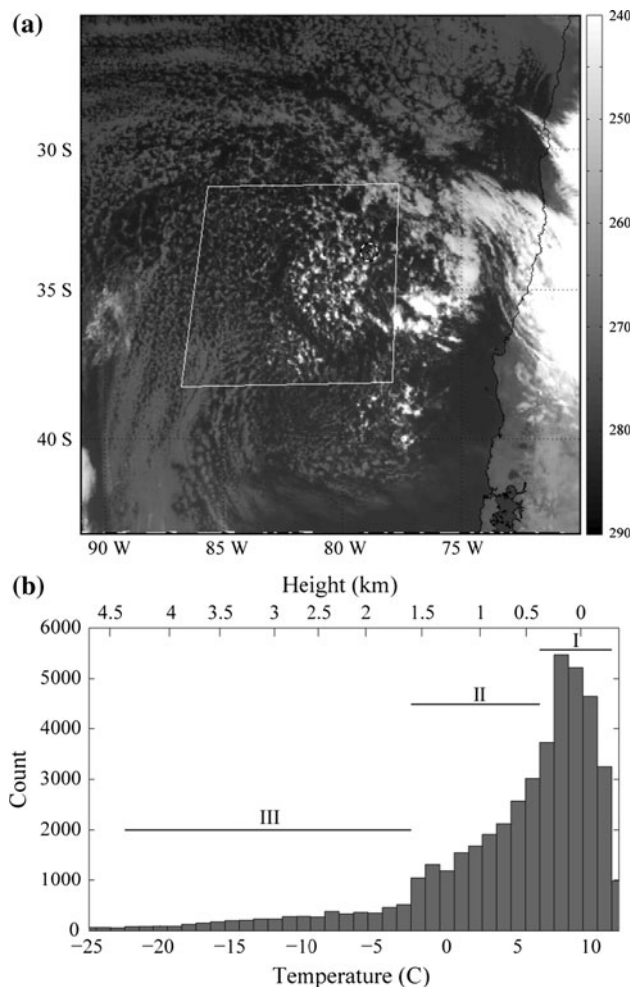 (a)
240
250
260
270
280
290
30 S
35 S
40 S
90 W
85 W
80 W
75 W
(b)
Height (km)
4.5 4 3.5 3 2.5 2 1.5 1 0.5 0
6000
5000
4000
3000
2000
1000
0
Count
I
II
III
−25 −20 −15 −10 −5 0 5 10
Temperature (C)